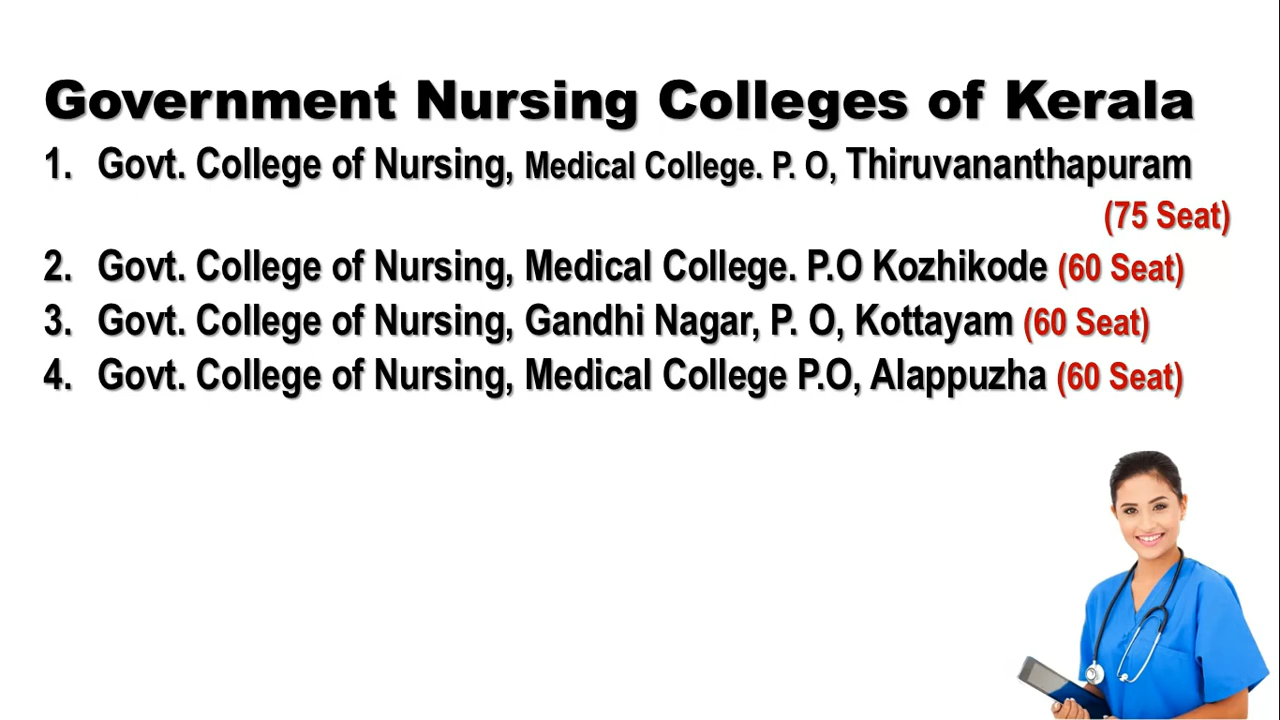 Government Nursing Colleges of Kerala
1. Govt. College of Nursing, Medical College. P. O, Thiruvananthapuram
(75 Seat)
2. Govt. College of Nursing, Medical College. P.O Kozhikode (60 Seat)
3. Govt. College of Nursing, Gandhi Nagar, P. O, Kottayam (60 Seat)
4. Govt. College of Nursing, Medical College P.O, Alappuzha (60 Seat)